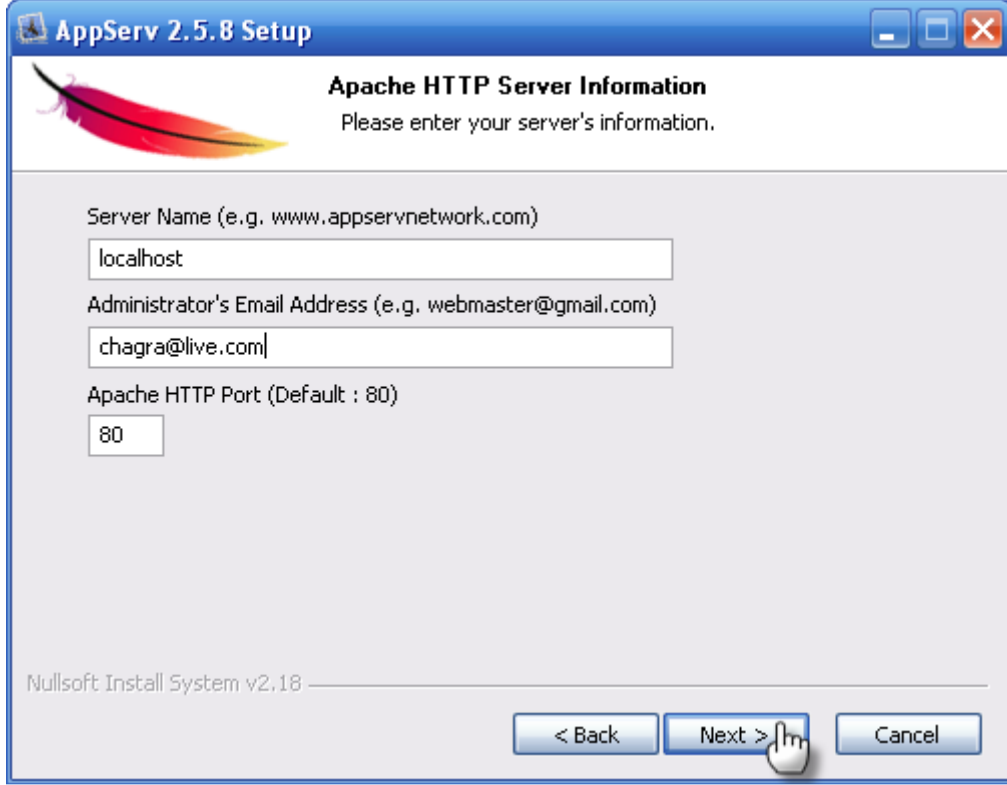 AppServ 2.5.8 Setup
Apache HTTP Server Information
Please enter your server's information.
Server Name (e.g. www.appservnetwork.com)
localhost
Administrator's Email Address (e.g. webmaster@gmail.com)
chagra@live.com
Apache HTTP Port (Default : 80)
80
Nullsoft Install System v2.18
< Back Next > Cancel